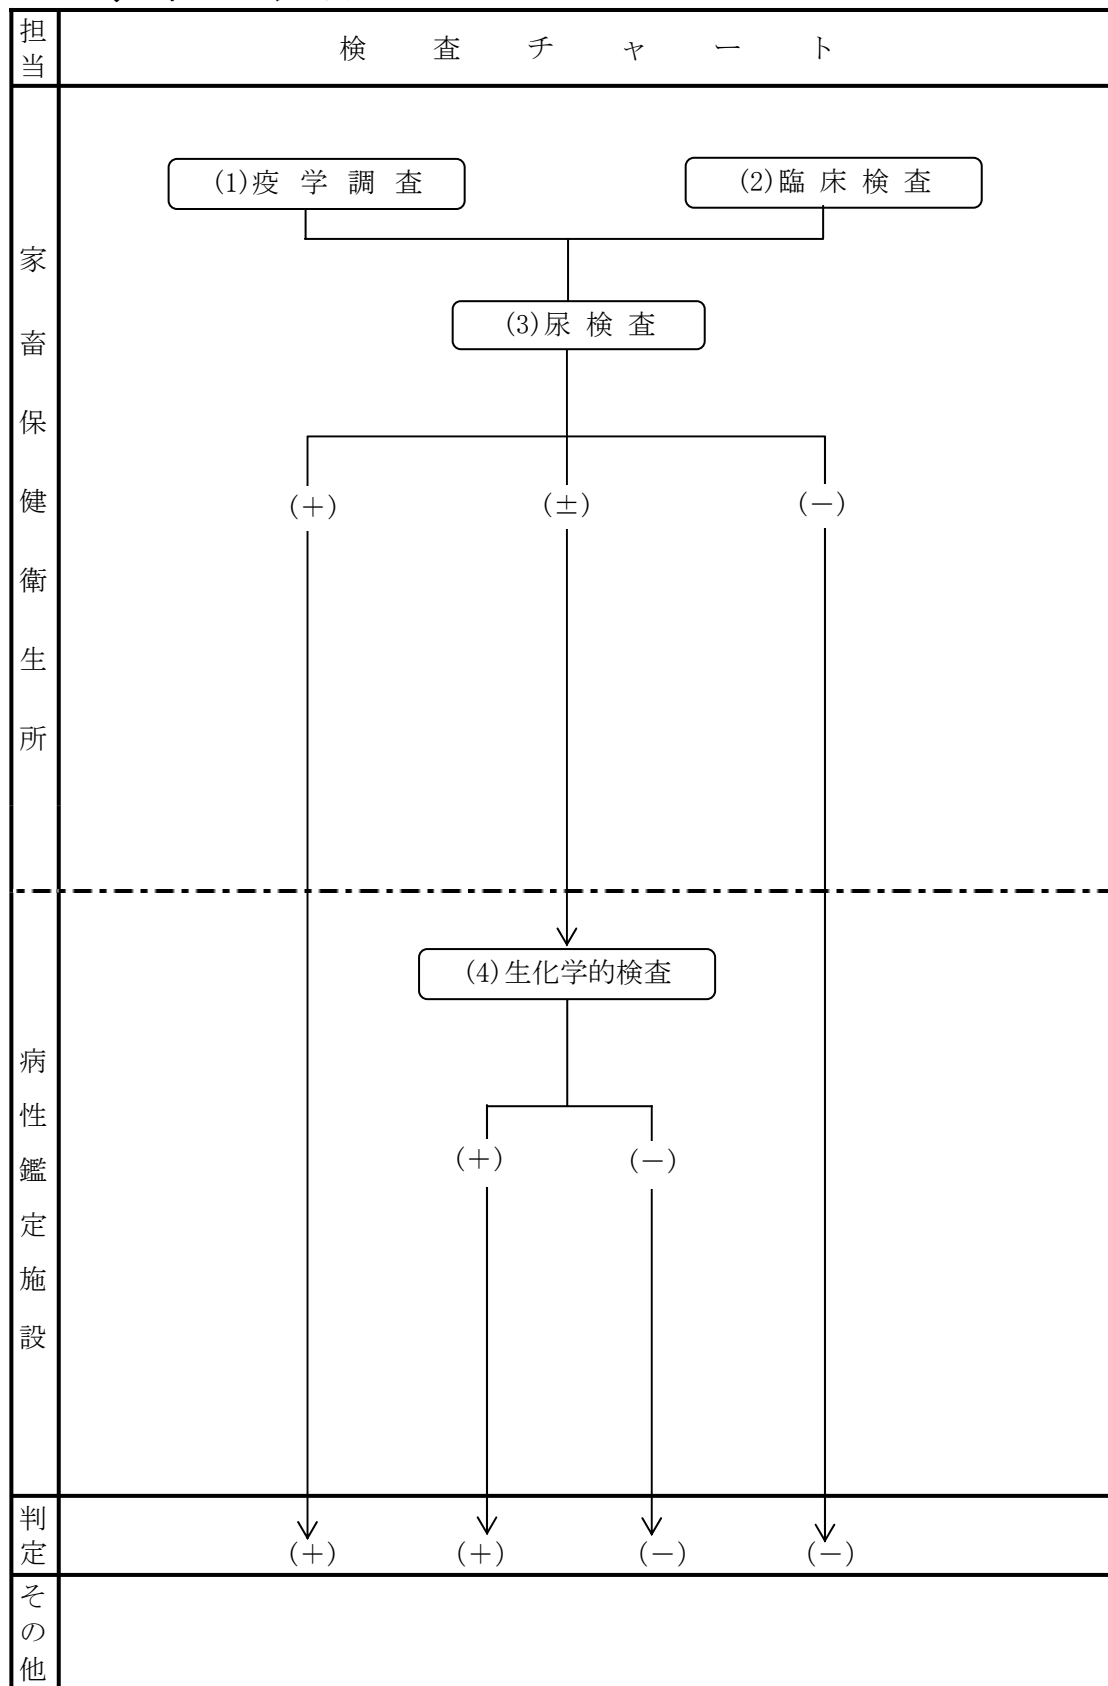 担当
検査チャート
家畜保健衛生所
(1)疫学調査
(2)臨床検査
(3)尿検査
(＋)
(±)
(－)
病性鑑定施設
(4)生化学的検査
(＋)
(－)
判定
(＋)
(＋)
(－)
(－)
その他